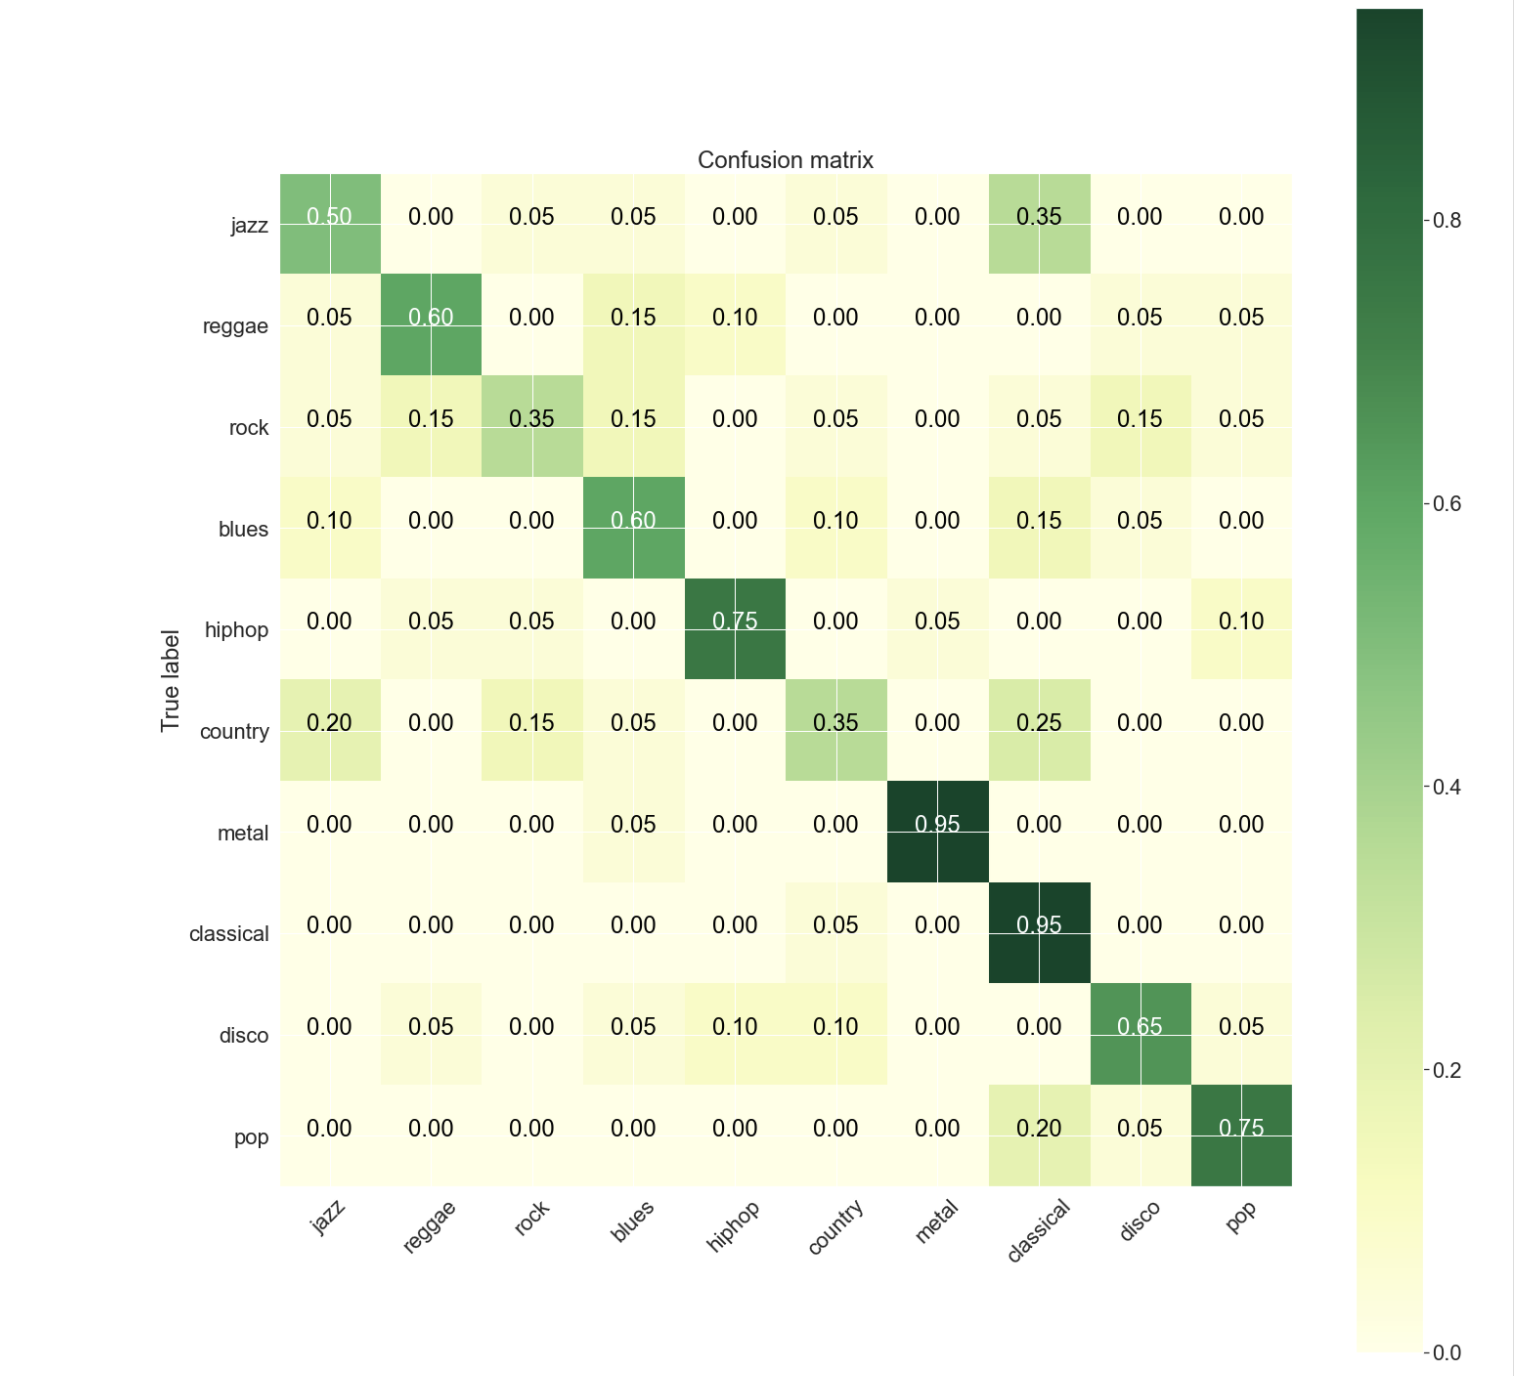 Confusion matrix
jazz 0.50 0.00 0.05 0.05 0.00 0.05 0.00 0.35 0.00 0.00
reggae 0.05 0.60 0.00 0.15 0.10 0.00 0.00 0.00 0.05 0.05
rock 0.05 0.15 0.35 0.15 0.00 0.05 0.00 0.05 0.15 0.05
blues 0.10 0.00 0.00 0.60 0.00 0.10 0.00 0.15 0.05 0.00
hiphop 0.00 0.05 0.05 0.00 0.75 0.00 0.05 0.00 0.00 0.10
True label
country 0.20 0.00 0.15 0.05 0.00 0.35 0.00 0.25 0.00 0.00
metal 0.00 0.00 0.00 0.05 0.00 0.00 0.95 0.00 0.00 0.00
classical 0.00 0.00 0.00 0.00 0.00 0.05 0.00 0.95 0.00 0.00
disco 0.00 0.05 0.00 0.05 0.10 0.10 0.00 0.00 0.65 0.05
pop 0.00 0.00 0.00 0.00 0.00 0.00 0.00 0.20 0.05 0.75
jazz reggae rock blues hiphop country metal classical disco pop
0.8
0.6
0.4
0.2
0.0